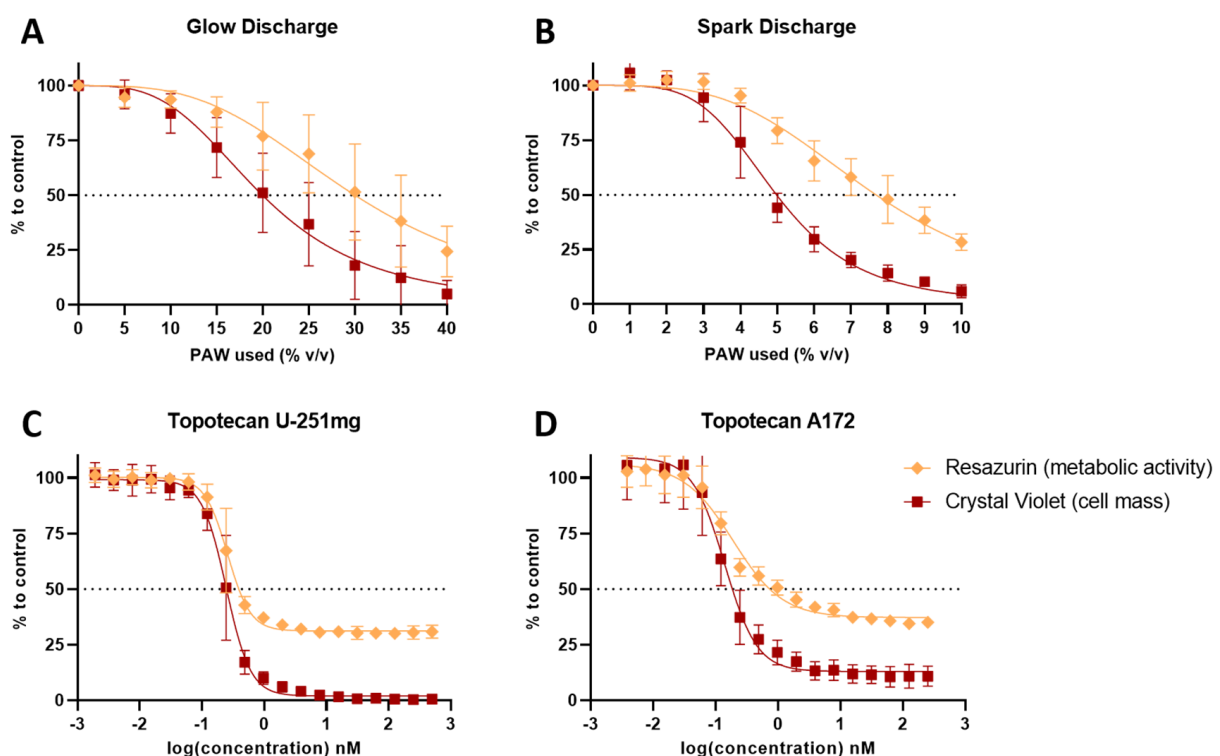 A
Glow Discharge
% to control
100
75
50
25
0
0 5 10 15 20 25 30 35 40
PAW used (% v/v)
B
Spark Discharge
% to control
100
75
50
25
0
0 1 2 3 4 5 6 7 8 9 10
PAW used (% v/v)
C
Topotecan U-251mg
% to control
100
75
50
25
0
-3 -2 -1 0 1 2 3
log(concentration) nM
D
Topotecan A172
% to control
100
75
50
25
0
-3 -2 -1 0 1 2 3
log(concentration) nM
Resazurin (metabolic activity)
Crystal Violet (cell mass)